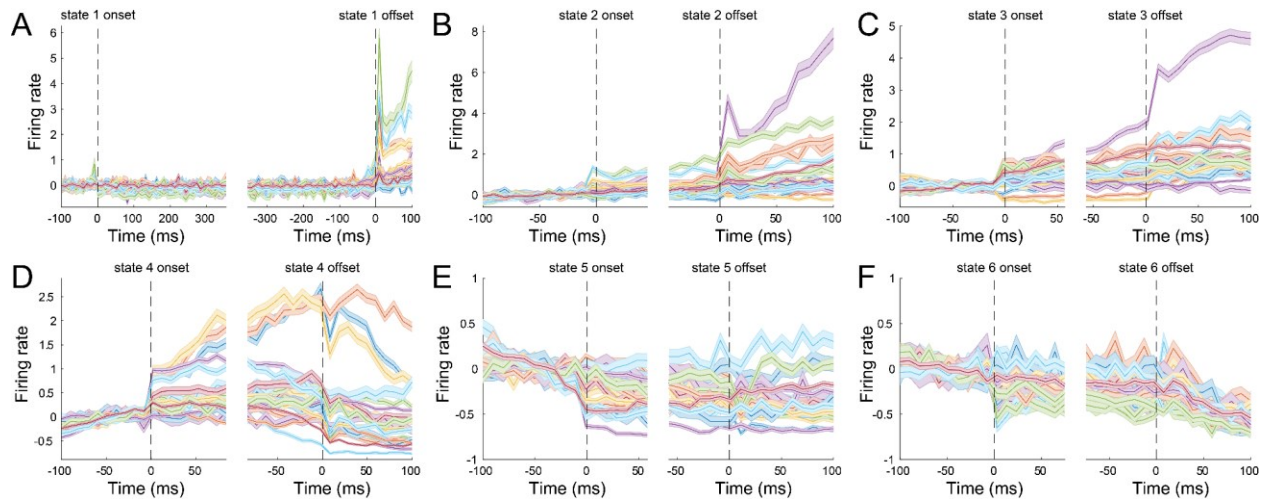 A state 1 onset state 1 offset
Firing rate
6
5
4
3
2
1
0
-100 0 100 200 300 -300 -200 -100 0 100
Time (ms) Time (ms)
B state 2 onset state 2 offset
Firing rate
8
6
4
2
0
-100 -50 0 50 -50 0 50 100
Time (ms) Time (ms)
C state 3 onset state 3 offset
Firing rate
5
4
3
2
1
0
-100 -50 0 50 -50 0 50 100
Time (ms) Time (ms)
D state 4 onset state 4 offset
Firing rate
2.5
2
1.5
1
0.5
0
-0.5
-100 -50 0 50 -50 0 50 100
Time (ms) Time (ms)
E state 5 onset state 5 offset
Firing rate
1
0.5
0
-0.5
-1
-100 -50 0 50 -50 0 50 100
Time (ms) Time (ms)
F state 6 onset state 6 offset
Firing rate
1
0.5
0
-0.5
-1
-100 -50 0 50 -50 0 50 100
Time (ms) Time (ms)